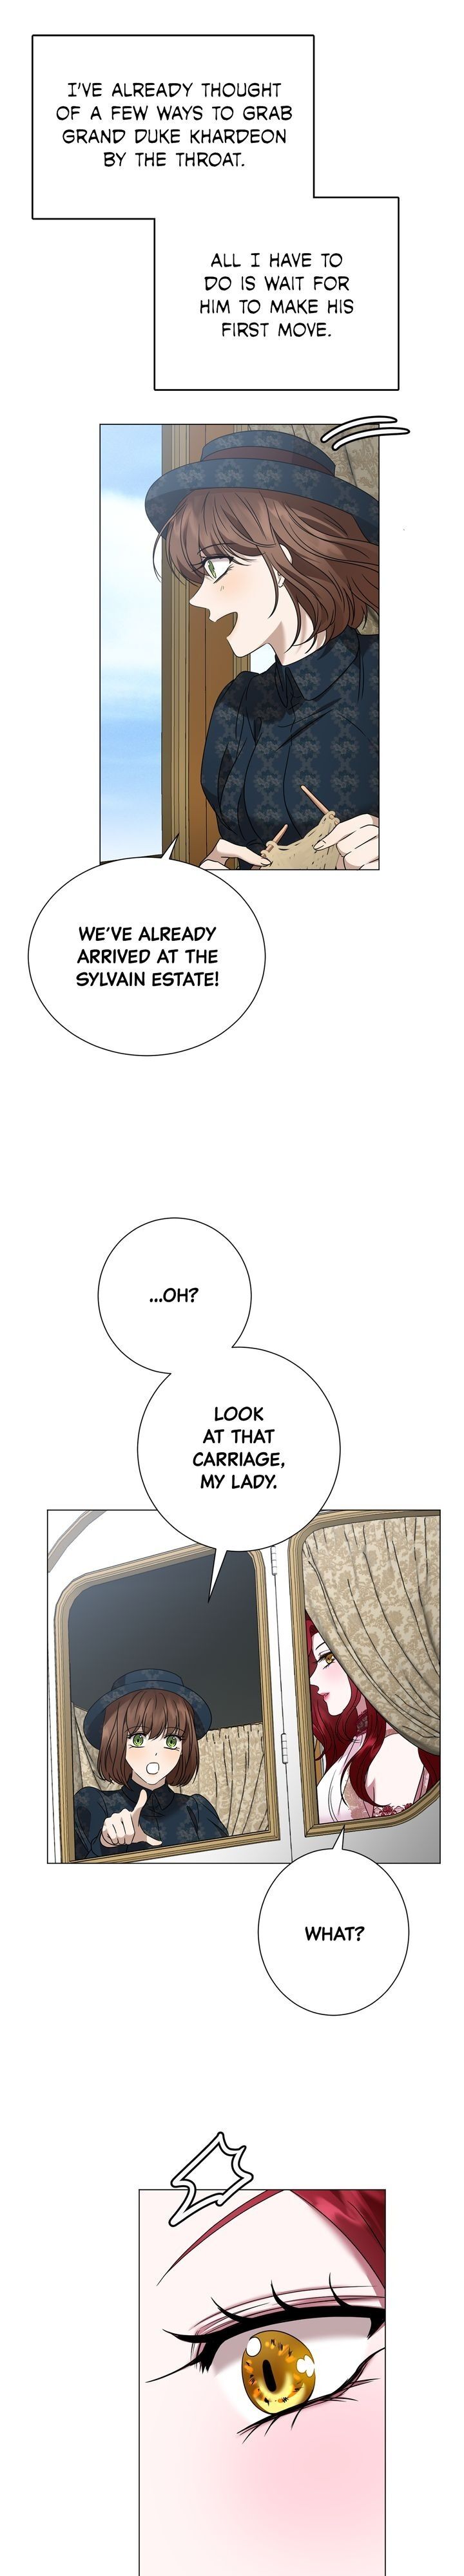 I'VE ALREADY THOUGHT
OF A FEW WAYS TO GRAB
GRAND DUKE KHARDEON
BY THE THROAT.
ALL I HAVE TO
DO IS WAIT FOR
HIM TO MAKE HIS
FIRST MOVE.
WE'VE ALREADY
ARRIVED AT THE
SYLVAIN ESTATE!
...OH?
LOOK
AT THAT
CARRIAGE,
MY LADY.
WHAT?